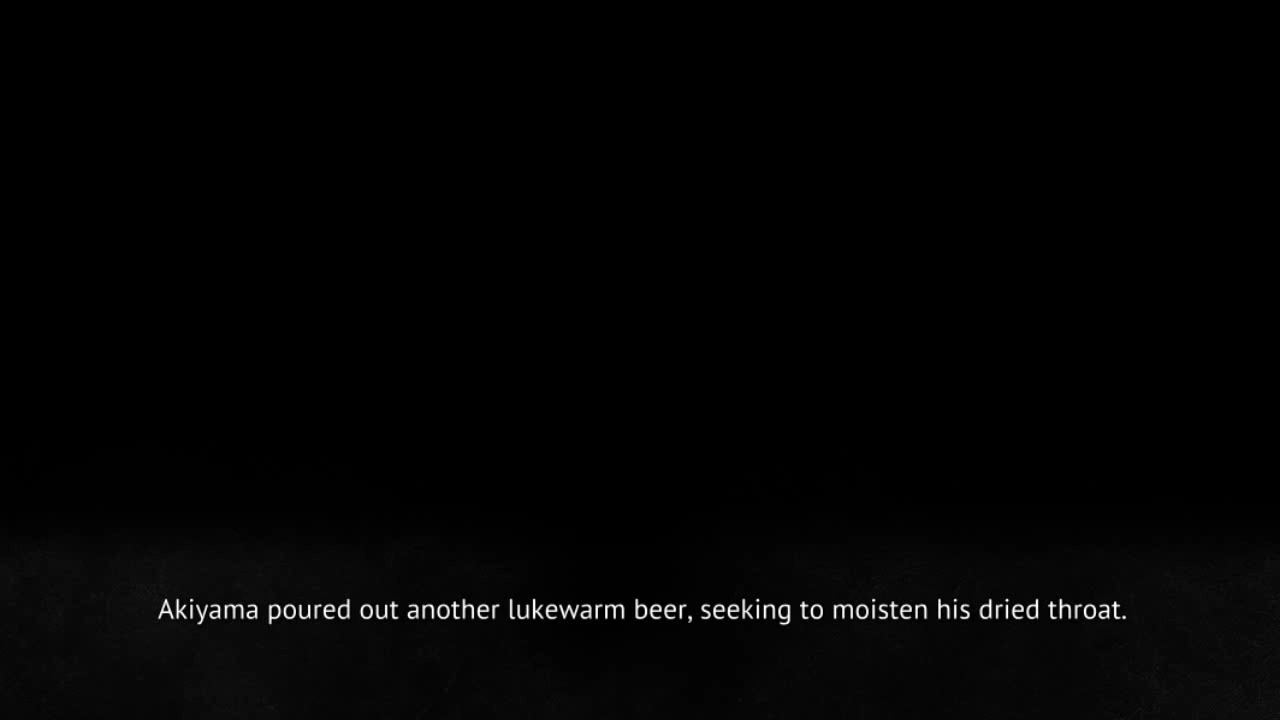 Akiyama poured out another lukewarm beer, seeking to moisten his dried throat.